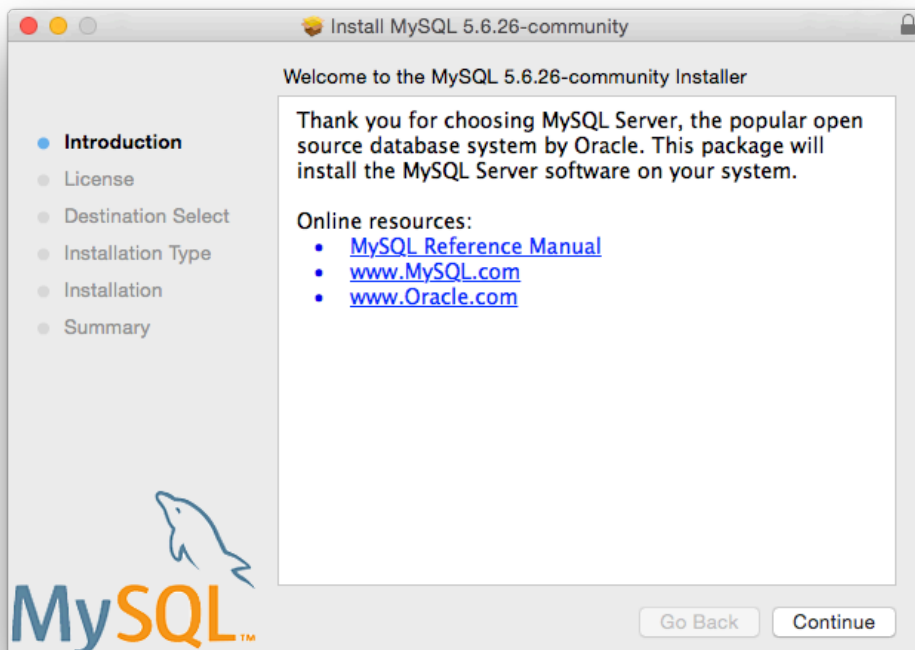 Install MySQL 5.6.26-community
Welcome to the MySQL 5.6.26-community Installer
Introduction
License
Destination Select
Installation Type
Installation
Summary
Thank you for choosing MySQL Server, the popular open
source database system by Oracle. This package will
install the MySQL Server software on your system.
Online resources:
• MySQL Reference Manual
• www.MySQL.com
• www.Oracle.com
MySQL™
Go Back
Continue